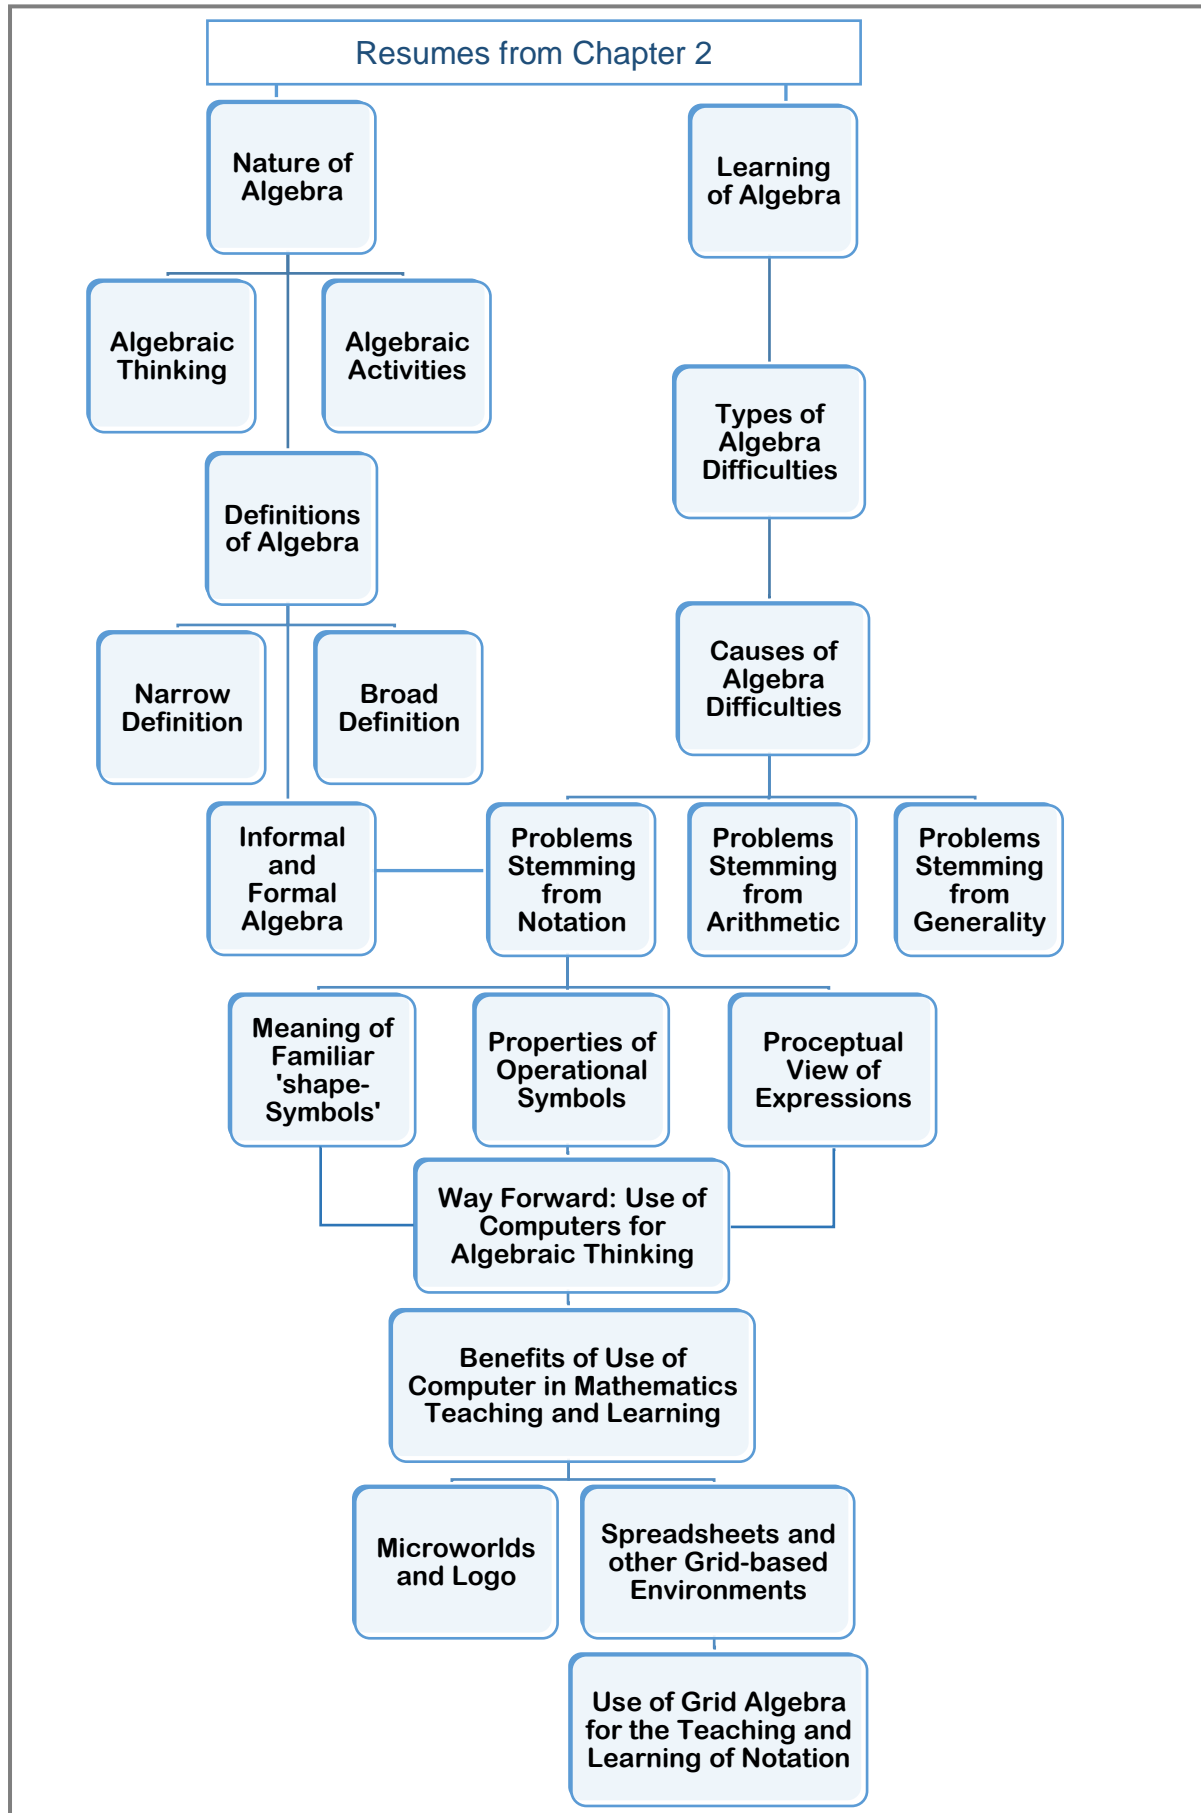 Resumes from Chapter 2
Nature of
Algebra
Learning
of Algebra
Algebraic
Thinking
Algebraic
Activities
Types of
Algebra
Difficulties
Definitions
of Algebra
Narrow
Definition
Broad
Definition
Causes of
Algebra
Difficulties
Informal
and
Formal
Algebra
Problems
Stemming
from
Notation
Problems
Stemming
from
Arithmetic
Problems
Stemming
from
Generality
Meaning of
Familiar
'shape-
Symbols'
Properties of
Operational
Symbols
Proceptual
View of
Expressions
Way Forward: Use of
Computers for
Algebraic Thinking
Benefits of Use of
Computer in Mathematics
Teaching and Learning
Microworlds
and Logo
Spreadsheets and
other Grid-based
Environments
Use of Grid Algebra
for the Teaching and
Learning of Notation